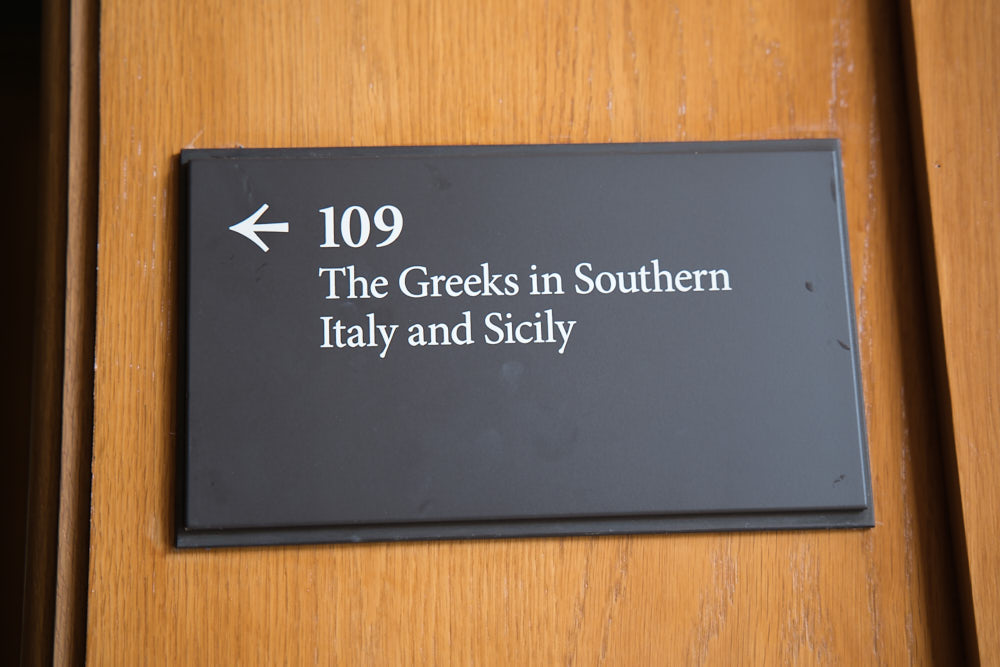 ← 109
The Greeks in Southern
Italy and Sicily